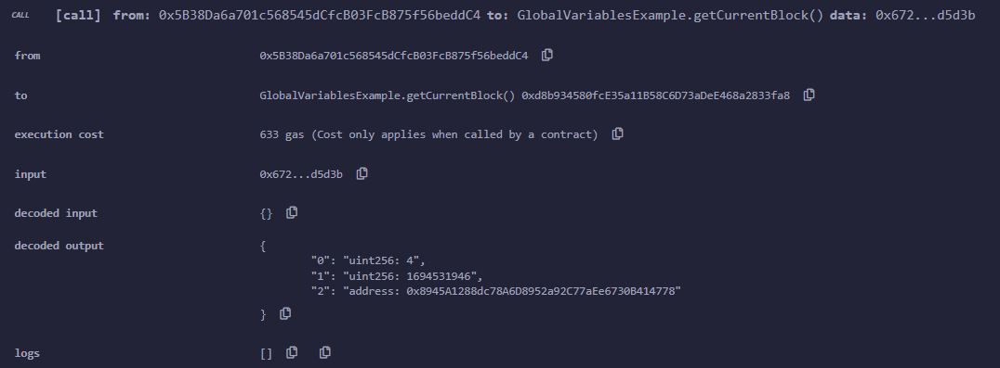 CALL [call] from: 0x5B38Da6a701c568545dCfcB03FcB875f56beddC4 to: GlobalVariablesExample.getCurrentBlock() data: 0x672...d5d3b
from 0x5B38Da6a701c568545dCfcB03FcB875f56beddC4
to GlobalVariablesExample.getCurrentBlock() 0xd8b934580fcE35a11B58C6D73aDeE468a2833fa8
execution cost 633 gas (Cost only applies when called by a contract)
input 0x672...d5d3b
decoded input {}
decoded output {
"0": "uint256: 4",
"1": "uint256: 1694531946",
"2": "address: 0x8945A1288dc78A6D8952a92C77aEe6730B414778"
}
logs []